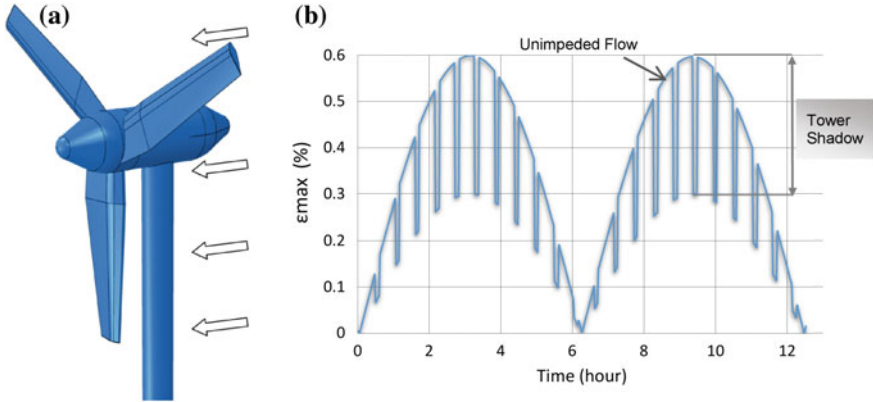 (a)
(b)
Unimpeded Flow
Tower
Shadow
εmax (%)
0.6
0.5
0.4
0.3
0.2
0.1
0
0 2 4 6 8 10 12
Time (hour)